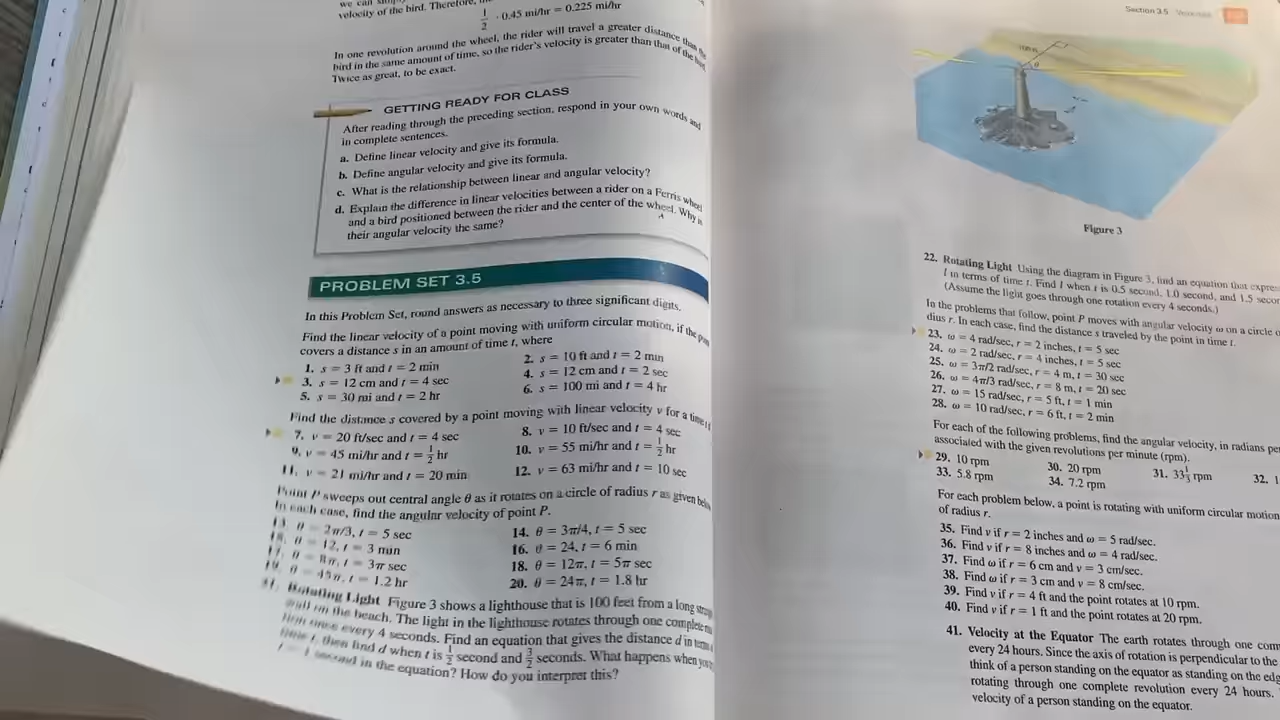 velocity of the bird. Therefore,
1/2 · 0.45 mi/hr = 0.225 mi/hr
In one revolution around the wheel, the rider will travel a greater distance than the
bird in the same amount of time, so the rider's velocity is greater than that of the bird.
Twice as great, to be exact.
GETTING READY FOR CLASS
After reading through the preceding section, respond in your own words and
in complete sentences.
a. Define linear velocity and give its formula.
b. Define angular velocity and give its formula.
c. What is the relationship between linear and angular velocity?
d. Explain the difference in linear velocities between a rider on a Ferris wheel
and a bird positioned between the rider and the center of the wheel. Why is
their angular velocity the same?
PROBLEM SET 3.5
In this Problem Set, round answers as necessary to three significant digits.
Find the linear velocity of a point moving with uniform circular motion, if the
covers a distance s in an amount of time t, where
1. s = 3 ft and t = 2 min
2. s = 10 ft and t = 2 min
3. s = 12 cm and t = 4 sec
4. s = 12 cm and t = 2 sec
5. s = 30 mi and t = 2 hr
6. s = 100 mi and t = 4 hr
Find the distance s covered by a point moving with linear velocity v for a time
7. v = 20 ft/sec and t = 4 sec
8. v = 10 ft/sec and t = 4 sec
9. v = 45 mi/hr and t = 1/2 hr
10. v = 55 mi/hr and t = 1/2 hr
11. v = 21 mi/hr and t = 20 min
12. v = 63 mi/hr and t = 10 sec
Point P sweeps out central angle θ as it rotates on a circle of radius r as given
In each case, find the angular velocity of point P.
13. θ = 2π/3, t = 5 sec
14. θ = 3π/4, t = 5 sec
θ = 12, t = 3 min
16. θ = 24, t = 6 min
θ = 8π, t = 3π sec
18. θ = 12π, t = 5π sec
θ = 45π, t = 1.2 hr
20. θ = 24π, t = 1.8 hr
Rotating Light Figure 3 shows a lighthouse that is 100 feet from a long
wall on the beach. The light in the lighthouse rotates through one complete
once every 4 seconds. Find an equation that gives the distance d in
time t, then find d when t is 1/2 second and 3/2 seconds. What happens when you
second in the equation? How do you interpret this?
Section 3.5
Figure 3
22. Rotating Light Using the diagram in Figure 3, find an equation that
l in terms of time t. Find l when t is 0.5 second, 1.0 second, and 1.5
(Assume the light goes through one rotation every 4 seconds.)
In the problems that follow, point P moves with angular velocity ω on a circle
dius r. In each case, find the distance s traveled by the point in time t.
23. ω = 4 rad/sec, r = 2 inches, t = 5 sec
24. ω = 2 rad/sec, r = 4 inches, t = 5 sec
25. ω = 3π/2 rad/sec, r = 4 m, t = 30 sec
26. ω = 4π/3 rad/sec, r = 8 m, t = 20 sec
27. ω = 15 rad/sec, r = 5 ft, t = 1 min
28. ω = 10 rad/sec, r = 6 ft, t = 2 min
For each of the following problems, find the angular velocity, in radians
associated with the given revolutions per minute (rpm).
29. 10 rpm
30. 20 rpm
31. 33 1/3 rpm
32.
33. 5.8 rpm
34. 7.2 rpm
For each problem below, a point is rotating with uniform circular motion
of radius r.
35. Find v if r = 2 inches and ω = 5 rad/sec.
36. Find v if r = 8 inches and ω = 4 rad/sec.
37. Find ω if r = 6 cm and v = 3 cm/sec.
38. Find ω if r = 3 cm and v = 8 cm/sec.
39. Find v if r = 4 ft and the point rotates at 10 rpm.
40. Find v if r = 1 ft and the point rotates at 20 rpm.
41. Velocity at the Equator The earth rotates through one
every 24 hours. Since the axis of rotation is perpendicular to the
think of a person standing on the equator as standing on the
rotating through one complete revolution every 24 hours.
velocity of a person standing on the equator.